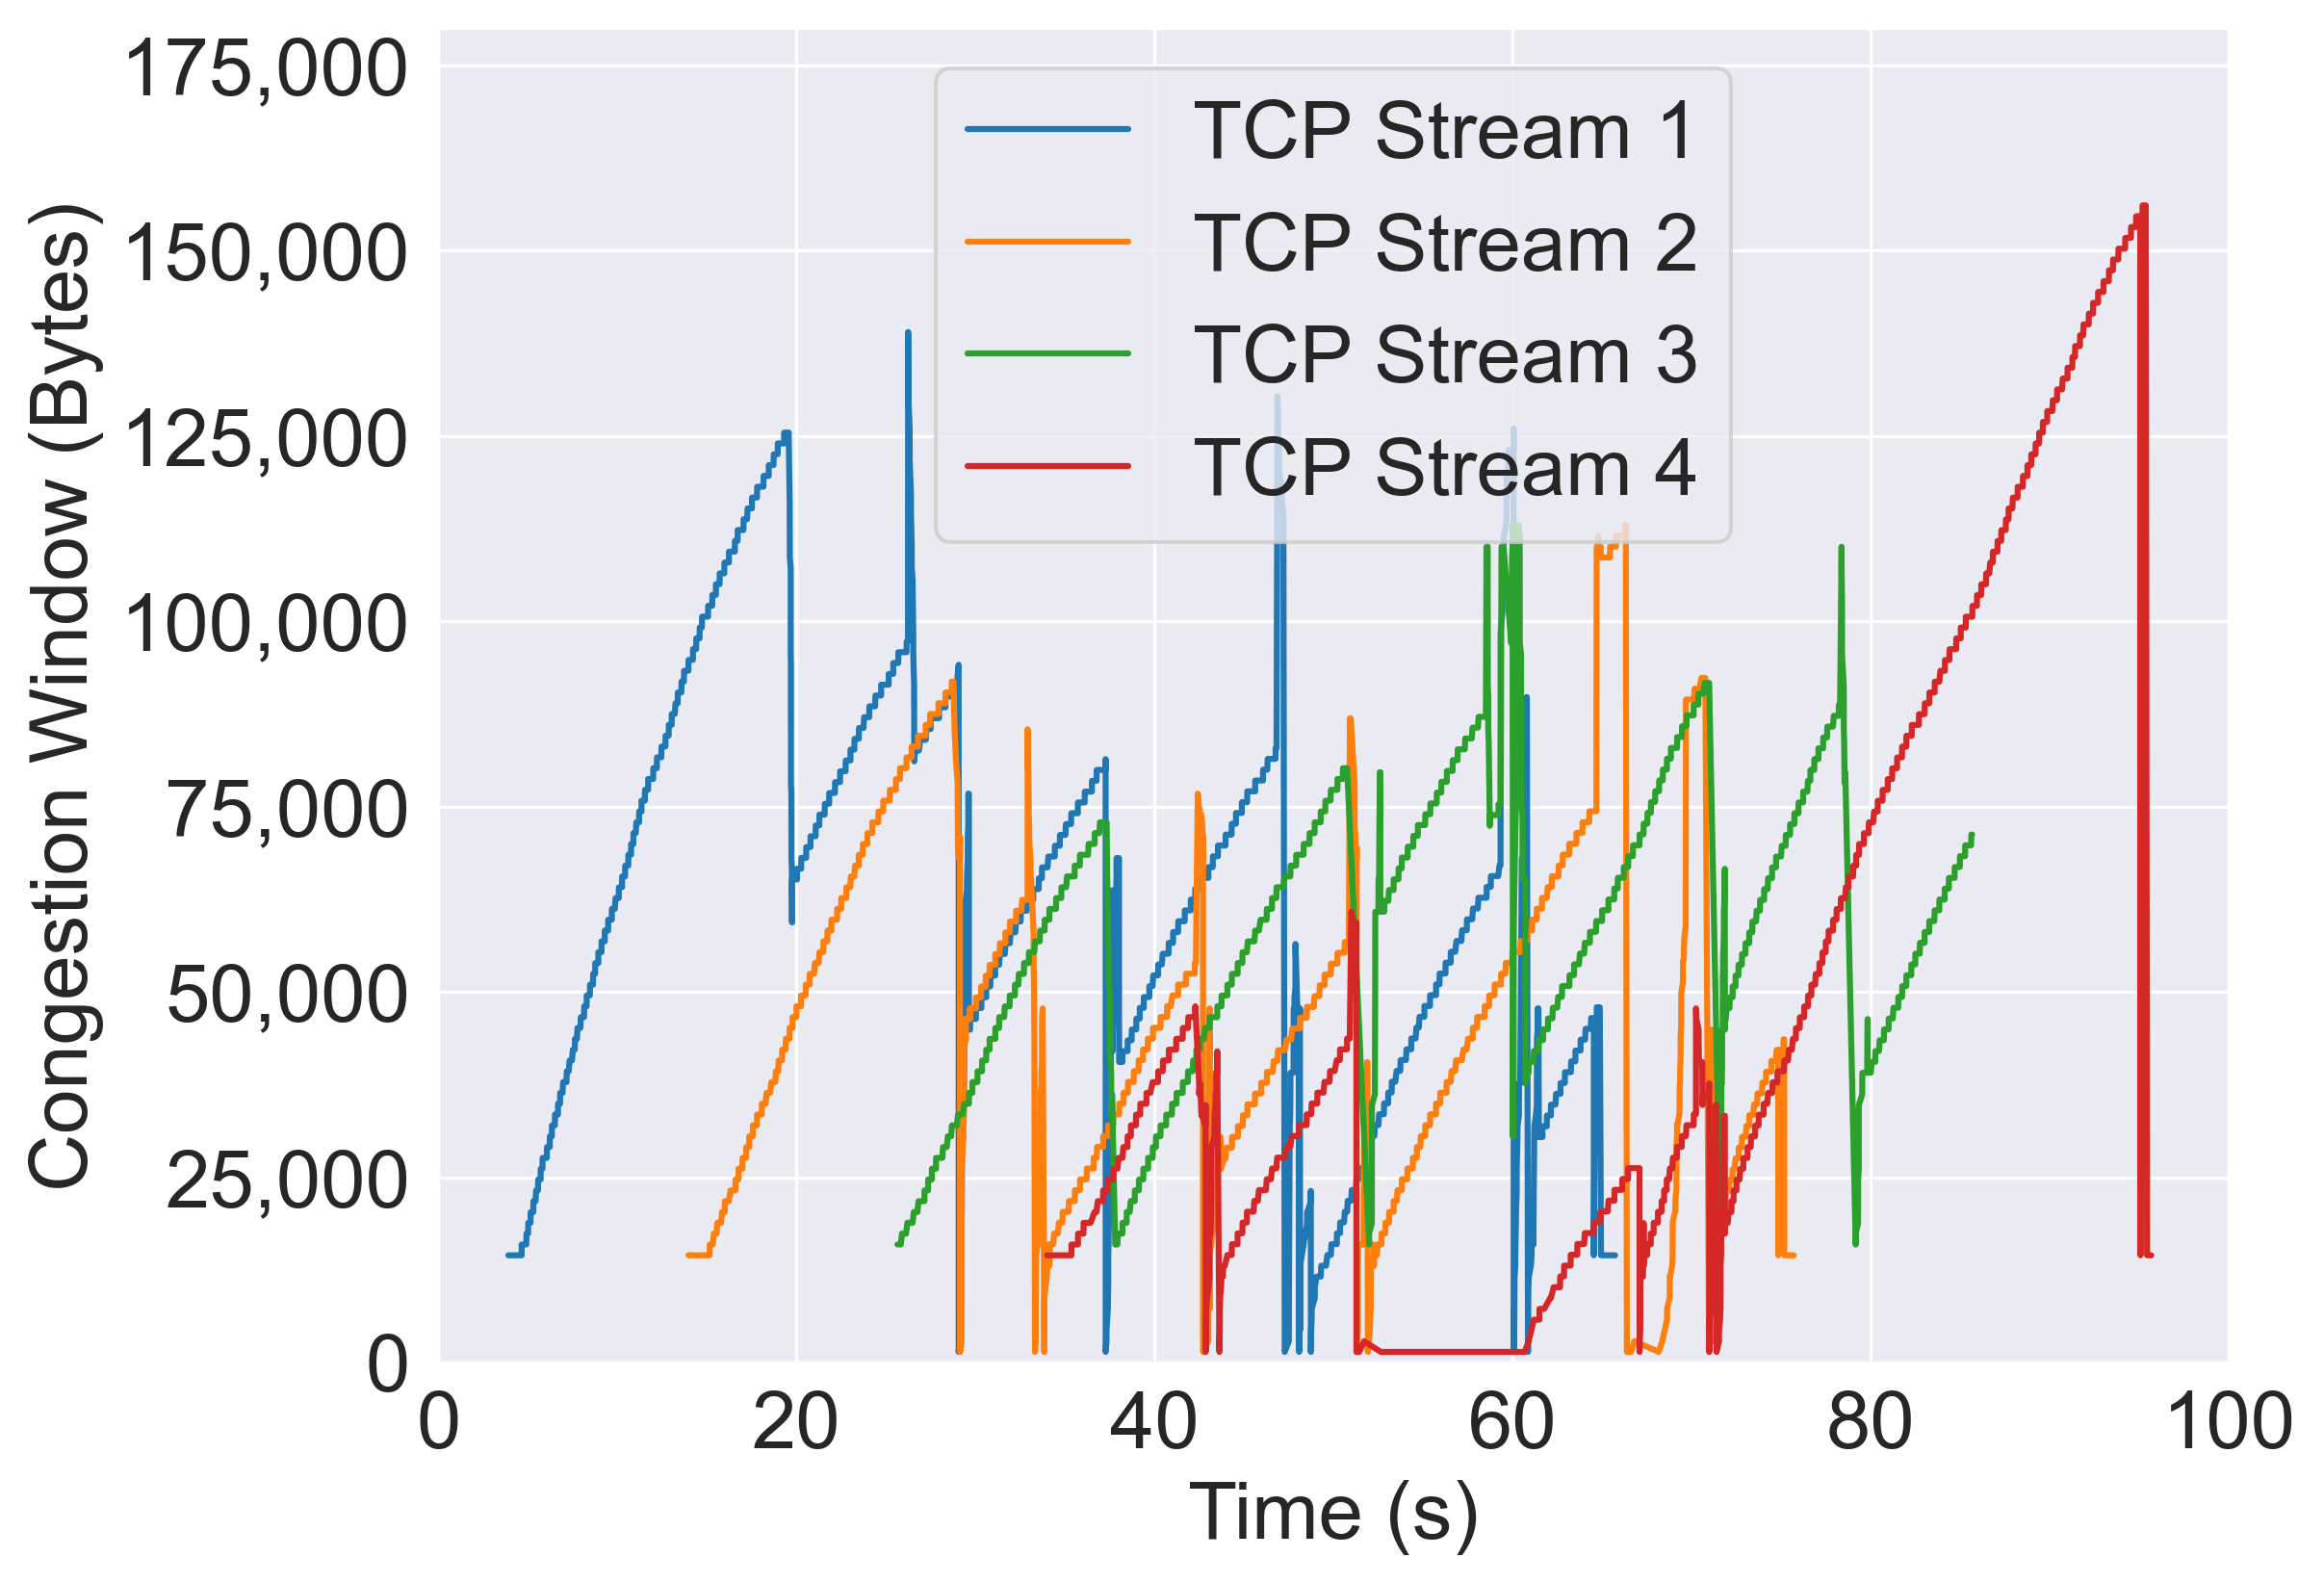 175,000
150,000
125,000
100,000
75,000
50,000
25,000
0
Congestion Window (Bytes)
TCP Stream 1
TCP Stream 2
TCP Stream 3
TCP Stream 4
0 20 40 60 80 100
Time (s)